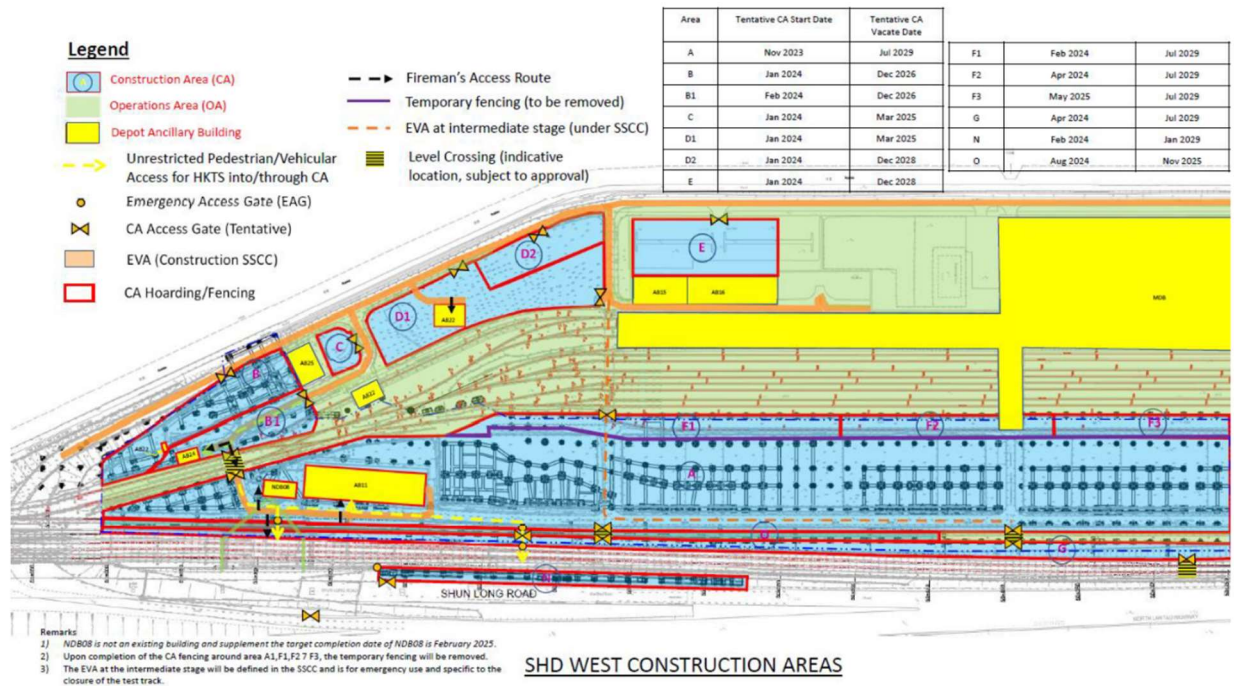 Legend
Construction Area (CA)
Operations Area (OA)
Depot Ancillary Building
Unrestricted Pedestrian/Vehicular
Access for HKTS into/through CA
Emergency Access Gate (EAG)
CA Access Gate (Tentative)
EVA (Construction SSCC)
CA Hoarding/Fencing
Fireman's Access Route
Temporary fencing (to be removed)
EVA at intermediate stage (under SSCC)
Level Crossing (indicative
location, subject to approval)
Area Tentative CA Start Date Tentative CA
Vacate Date
A Nov 2023 Jul 2029
B Jan 2024 Dec 2026
B1 Feb 2024 Dec 2026
C Jan 2024 Mar 2025
D1 Jan 2024 Mar 2025
D2 Jan 2024 Dec 2028
E Jan 2024 Dec 2028
F1 Feb 2024 Jul 2029
F2 Apr 2024 Jul 2029
F3 May 2025 Jul 2029
G Apr 2024 Jul 2029
N Feb 2024 Jan 2029
O Aug 2024 Nov 2025
D2
E
AB15
AB16
MDB
D1
AB22
C
B
B1
F1
F2
F3
A
NDB08
AB11
O
G
N
SHUN LONG ROAD
Remarks
1) NDB08 is not an existing building and supplement the target completion date of NDB08 is February 2025.
2) Upon completion of the CA fencing around area A1,F1,F2 7 F3, the temporary fencing will be removed.
3) The EVA at the intermediate stage will be defined in the SSCC and is for emergency use and specific to the
closure of the test track.
SHD WEST CONSTRUCTION AREAS